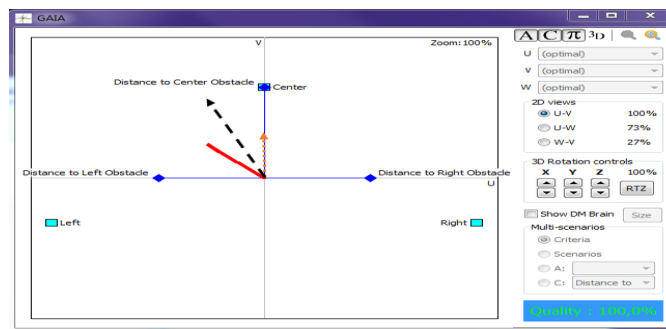 GAIA
V
Zoom:100%
Distance to Center Obstacle
Center
Distance to Left Obstacle
Distance to Right Obstacle
U
Left
Right
A C π 3D
U (optimal)
V (optimal)
W (optimal)
2D views
U-V 100%
U-W 73%
W-V 27%
3D Rotation controls
X Y Z 100%
RTZ
Show DM Brain Size
Multi-scenarios
Criteria
Scenarios
A:
C: Distance to
Quality : 100,0%